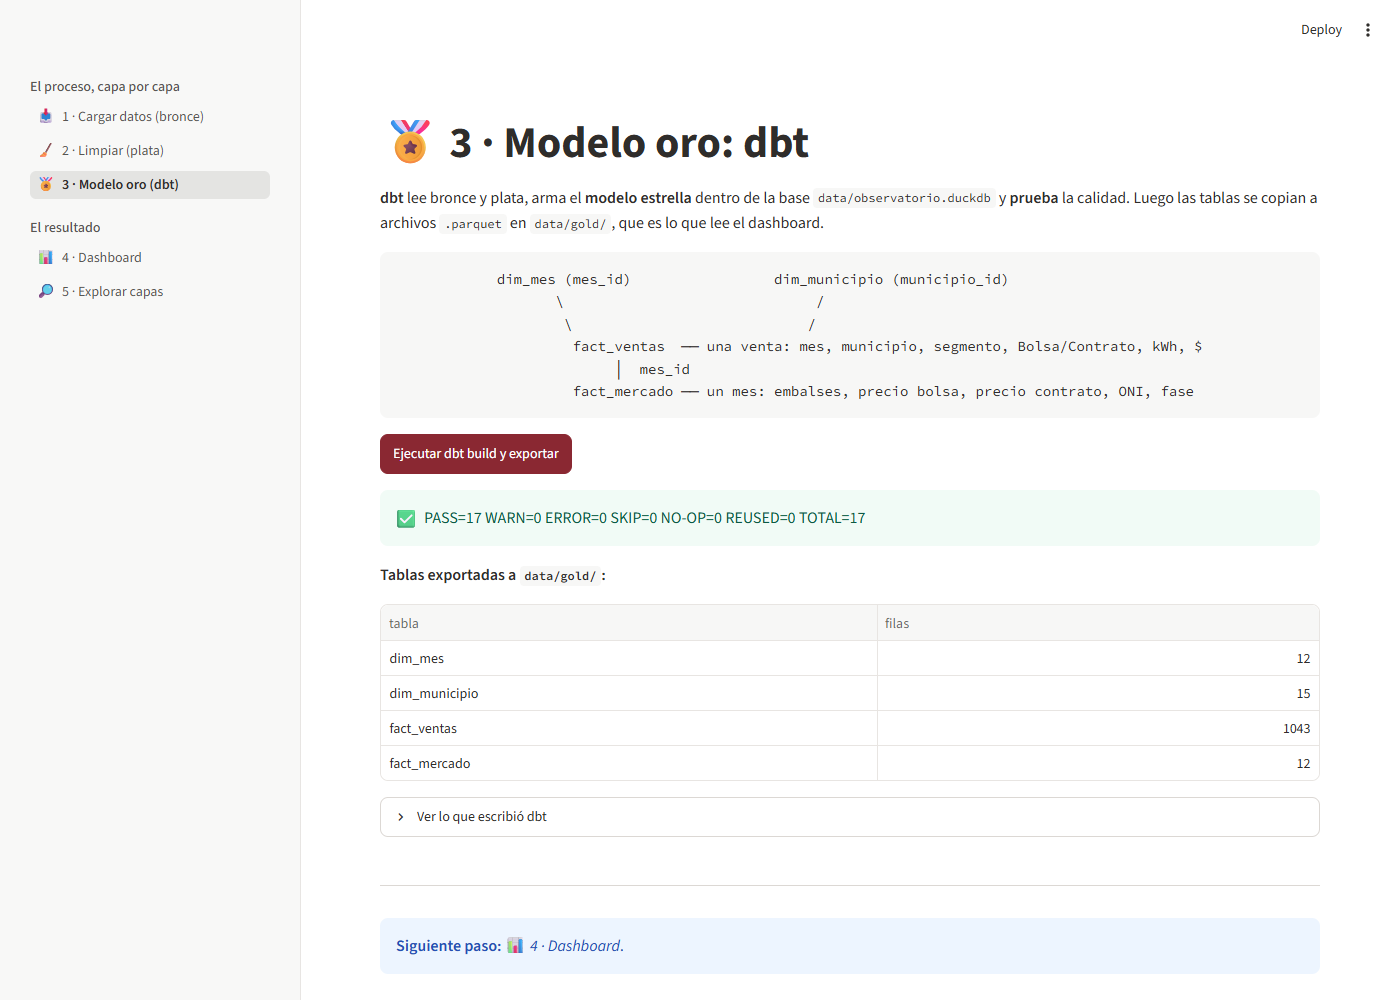 Deploy
El proceso, capa por capa
1 · Cargar datos (bronce)
2 · Limpiar (plata)
3 · Modelo oro (dbt)
El resultado
4 · Dashboard
5 · Explorar capas
3 · Modelo oro: dbt
dbt lee bronce y plata, arma el modelo estrella dentro de la base data/observatorio.duckdb y prueba la calidad. Luego las tablas se copian a
archivos .parquet en data/gold/ , que es lo que lee el dashboard.
dim_mes (mes_id) dim_municipio (municipio_id)
\ /
\ /
fact_ventas ── una venta: mes, municipio, segmento, Bolsa/Contrato, kWh, $
│ mes_id
fact_mercado ── un mes: embalses, precio bolsa, precio contrato, ONI, fase
Ejecutar dbt build y exportar
PASS=17 WARN=0 ERROR=0 SKIP=0 NO-OP=0 REUSED=0 TOTAL=17
Tablas exportadas a data/gold/ :
tabla filas
dim_mes 12
dim_municipio 15
fact_ventas 1043
fact_mercado 12
Ver lo que escribió dbt
Siguiente paso: 4 · Dashboard.